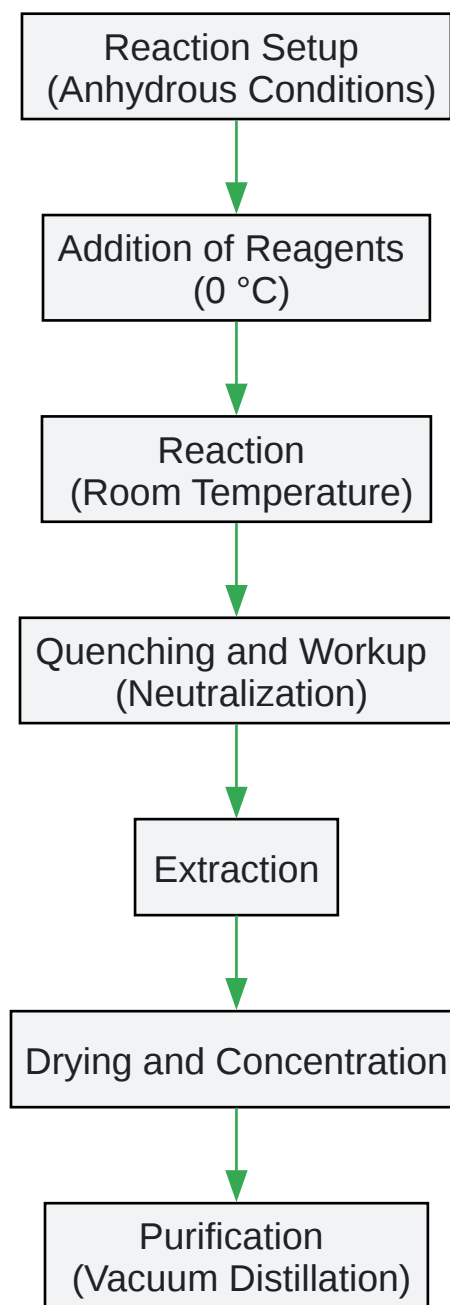 Reaction Setup
(Anhydrous Conditions)
Addition of Reagents
(0 °C)
Reaction
(Room Temperature)
Quenching and Workup
(Neutralization)
Extraction
Drying and Concentration
Purification
(Vacuum Distillation)